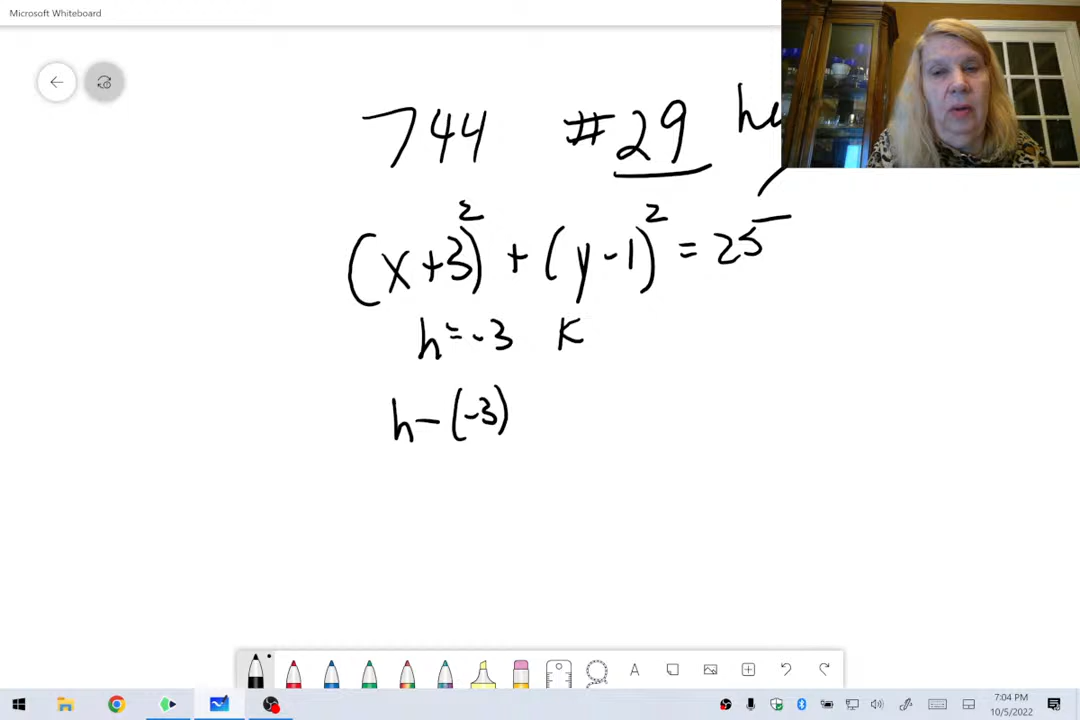 Microsoft Whiteboard
744 #29
(x+3)² + (y-1)² = 25
h = -3 K
h-(-3)
A
7:04 PM
10/5/2022